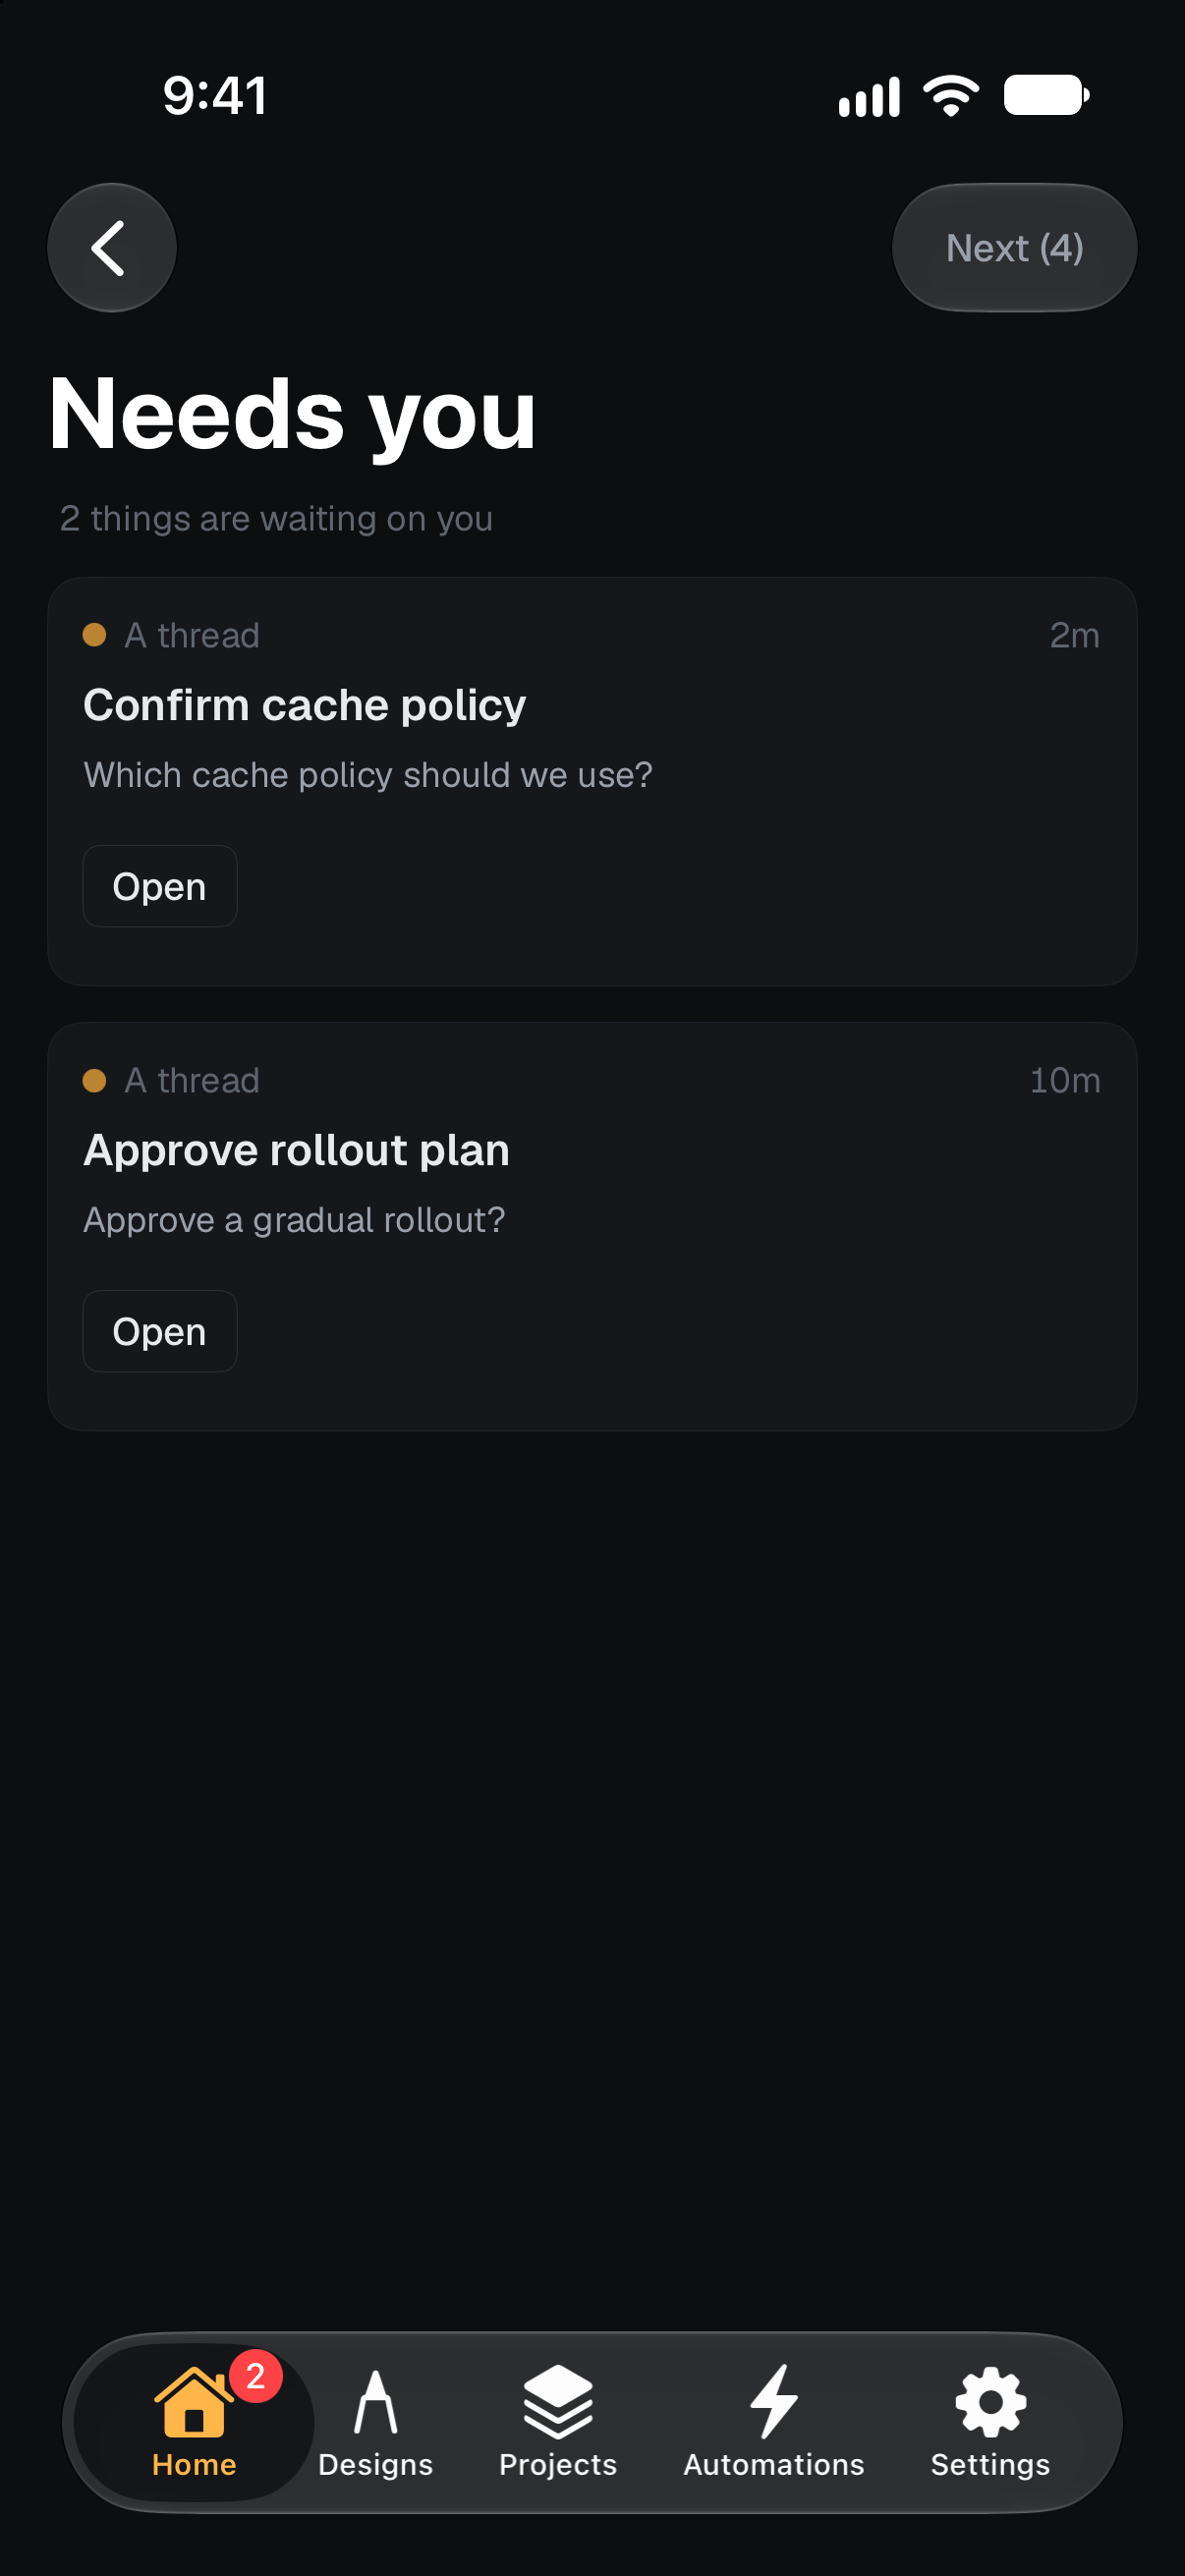 9:41
Next (4)
Needs you
2 things are waiting on you
A thread 2m
Confirm cache policy
Which cache policy should we use?
Open
A thread 10m
Approve rollout plan
Approve a gradual rollout?
Open
2
Home Designs Projects Automations Settings